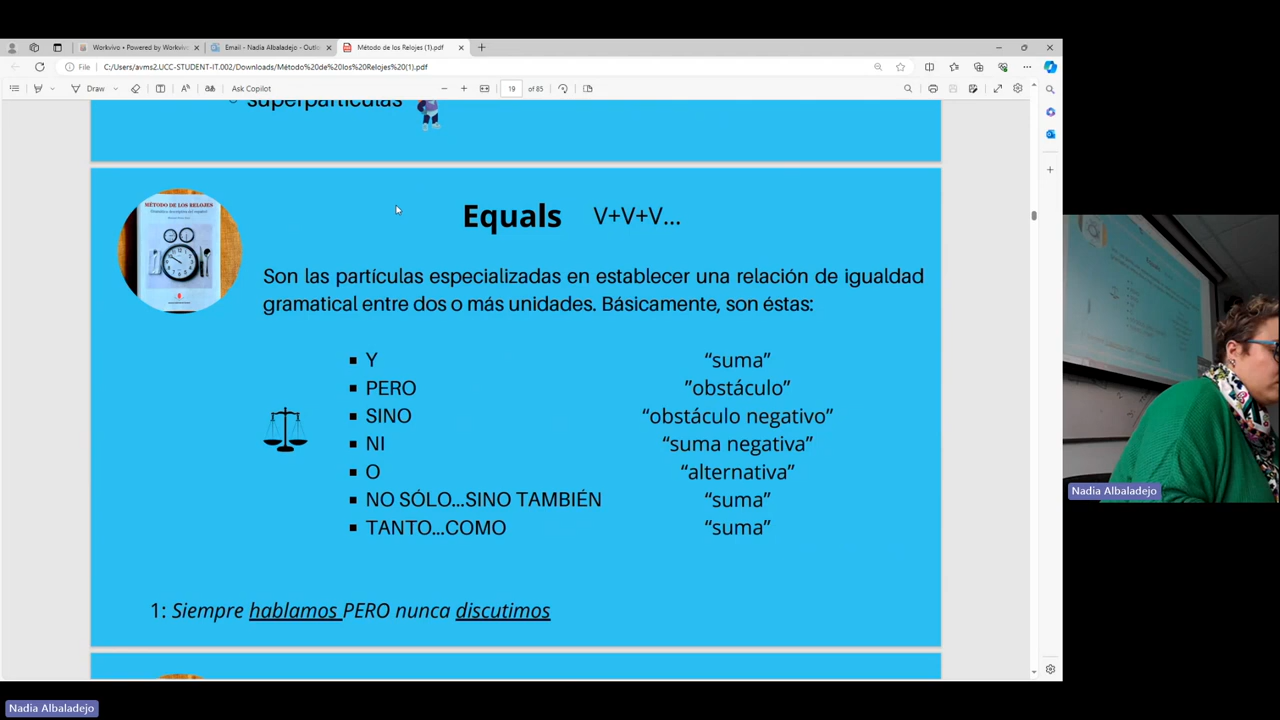 Workvivo • Powered by Workviv
Email - Nadia Albaladejo - Outlo
Método de los Relojes (1).pdf
File
C:/Users/avms2.UCC-STUDENT-IT.002/Downloads/Método%20de%20los%20Relojes%20(1).pdf
Draw
Ask Copilot
19 of 85
superpartículas
MÉTODO DE LOS RELOJES
Equals V+V+V...
Son las partículas especializadas en establecer una relación de igualdad
gramatical entre dos o más unidades. Básicamente, son éstas:
▪ Y “suma”
▪ PERO ”obstáculo”
▪ SINO “obstáculo negativo”
▪ NI “suma negativa”
▪ O “alternativa”
▪ NO SÓLO...SINO TAMBIÉN “suma”
▪ TANTO...COMO “suma”
1: Siempre hablamos PERO nunca discutimos
Nadia Albaladejo
Nadia Albaladejo